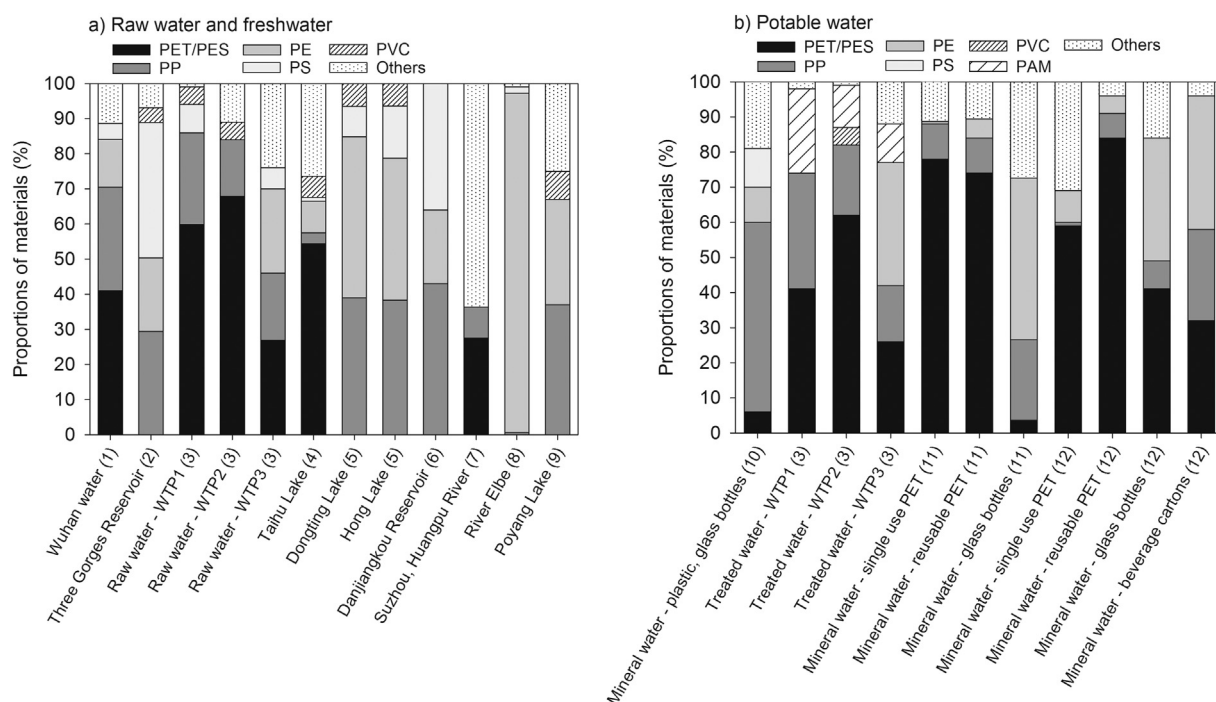 a) Raw water and freshwater
PET/PES PE PVC
PP PS Others
Proportions of materials (%)
100
80
60
40
20
0
Wuhan water (1)
Three Gorges Reservoir (2)
Raw water - WTP1 (3)
Raw water - WTP2 (3)
Raw water - WTP3 (3)
Taihu Lake (4)
Dongting Lake (5)
Hong Lake (5)
Danjiangkou Reservoir (6)
Suzhou, Huangpu River (7)
River Elbe (8)
Poyang Lake (9)
b) Potable water
PET/PES PE PVC Others
PP PS PAM
Proportions of materials (%)
100
90
80
70
60
50
40
30
20
10
0
Mineral water - plastic, glass bottles (10)
Treated water - WTP1 (3)
Treated water - WTP2 (3)
Treated water - WTP3 (3)
Mineral water - single use PET (11)
Mineral water - reusable PET (11)
Mineral water - glass bottles (11)
Mineral water - single use PET (12)
Mineral water - reusable PET (12)
Mineral water - glass bottles (12)
Mineral water - beverage cartons (12)